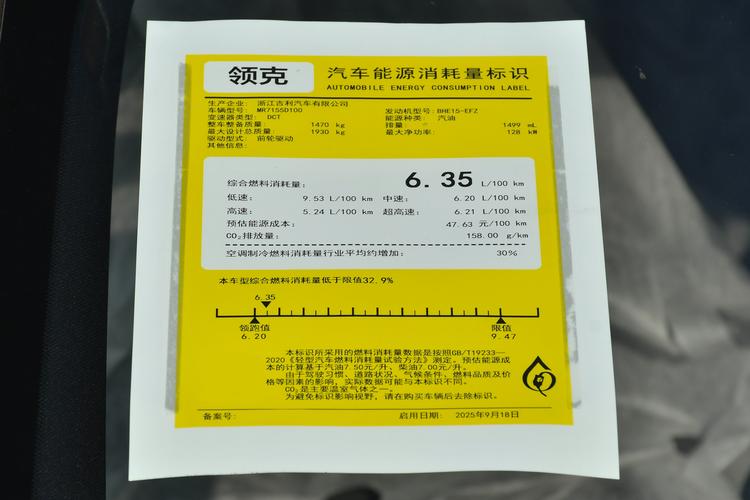 领克 汽车能源消耗量标识
AUTOMOBILE ENERGY CONSUMPTION LABEL
生产企业: 浙江吉利汽车有限公司
车辆型号: MR7155D100 发动机型号: BHE15-EFZ
变速器类型: DCT 能源种类: 汽油
整车整备质量: 1470 kg 排量: 1499 mL
最大设计总质量: 1930 kg 最大净功率: 128 kW
驱动型式: 前轮驱动
其他信息:
综合燃料消耗量: 6.35 L/100 km
低速: 9.53 L/100 km 中速: 6.20 L/100 km
高速: 5.24 L/100 km 超高速: 6.21 L/100 km
预估能源成本: 47.63 元/100 km
CO₂排放量: 158.00 g/km
空调制冷燃料消耗量行业平均约增加: 30%
本车型综合燃料消耗量低于限值32.9%
6.35
领跑值 限值
6.20 9.47
本标识所采用的燃料消耗量数据是按照GB/T19233—
2020《轻型汽车燃料消耗量试验方法》测定。预估能源成
本的计算基于汽油7.50元/升、柴油7.00元/升。
由于驾驶习惯、道路状况、气候条件、燃料品质及价
格等因素的影响，实际数据可能与本标识不同。
CO₂是主要温室气体之一。
为避免标识影响视野，请在购买车辆后去除标识。
备案号: 启用日期: 2025年9月18日